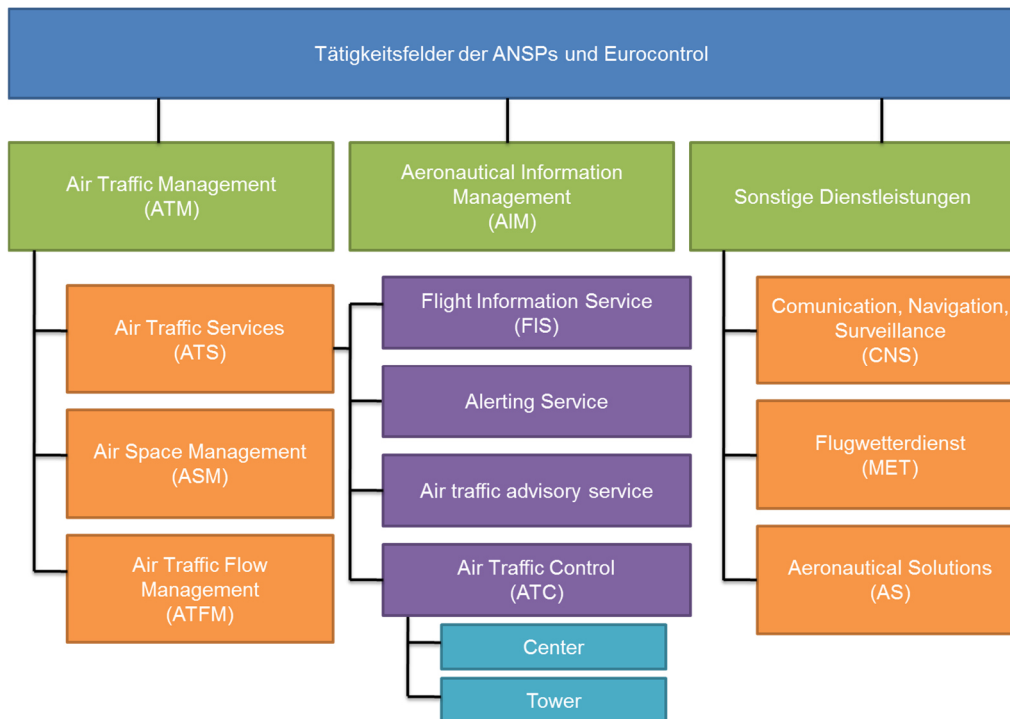 Tätigkeitsfelder der ANSPs und Eurocontrol
Air Traffic Management
(ATM)
Aeronautical Information
Management
(AIM)
Sonstige Dienstleistungen
Air Traffic Services
(ATS)
Air Space Management
(ASM)
Air Traffic Flow
Management
(ATFM)
Flight Information Service
(FIS)
Alerting Service
Air traffic advisory service
Air Traffic Control
(ATC)
Center
Tower
Comunication, Navigation,
Surveillance
(CNS)
Flugwetterdienst
(MET)
Aeronautical Solutions
(AS)